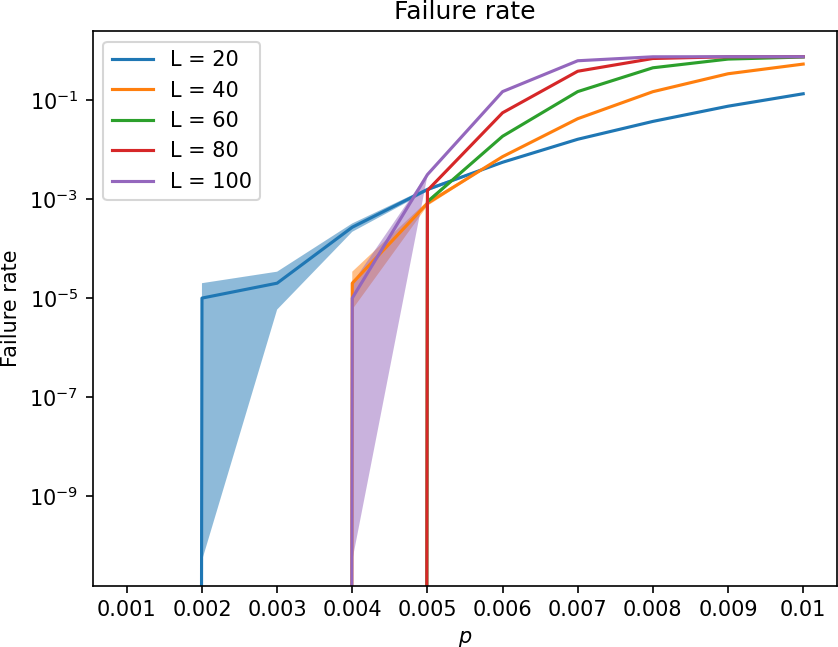 Failure rate
L = 20
L = 40
L = 60
L = 80
L = 100
Failure rate
10⁻¹
10⁻³
10⁻⁵
10⁻⁷
10⁻⁹
0.001 0.002 0.003 0.004 0.005 0.006 0.007 0.008 0.009 0.01
p